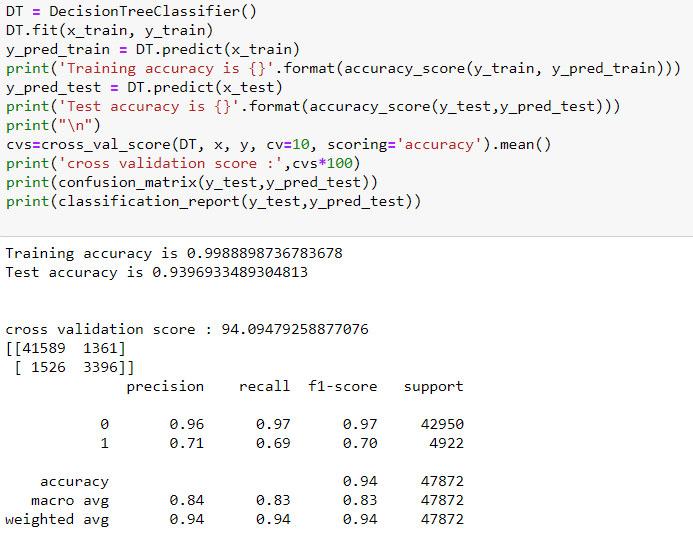 DT = DecisionTreeClassifier()
DT.fit(x_train, y_train)
y_pred_train = DT.predict(x_train)
print('Training accuracy is {}'.format(accuracy_score(y_train, y_pred_train)))
y_pred_test = DT.predict(x_test)
print('Test accuracy is {}'.format(accuracy_score(y_test,y_pred_test)))
print("\n")
cvs=cross_val_score(DT, x, y, cv=10, scoring='accuracy').mean()
print('cross validation score :',cvs*100)
print(confusion_matrix(y_test,y_pred_test))
print(classification_report(y_test,y_pred_test))
Training accuracy is 0.9988898736783678
Test accuracy is 0.9396933489304813
cross validation score : 94.09479258877076
[[41589  1361]
 [ 1526  3396]]
              precision    recall  f1-score   support
           0       0.96      0.97      0.97     42950
           1       0.71      0.69      0.70      4922
    accuracy                           0.94     47872
   macro avg       0.84      0.83      0.83     47872
weighted avg       0.94      0.94      0.94     47872